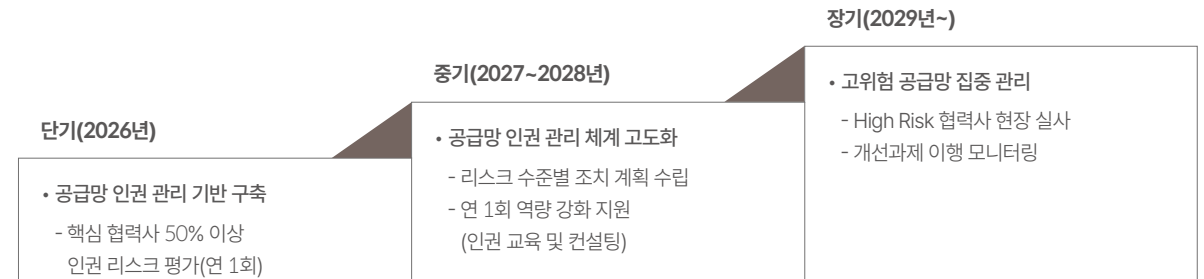 단기(2026년)
• 공급망 인권 관리 기반 구축
- 핵심 협력사 50% 이상
인권 리스크 평가(연 1회)
중기(2027~2028년)
• 공급망 인권 관리 체계 고도화
- 리스크 수준별 조치 계획 수립
- 연 1회 역량 강화 지원
(인권 교육 및 컨설팅)
장기(2029년~)
• 고위험 공급망 집중 관리
- High Risk 협력사 현장 실사
- 개선과제 이행 모니터링